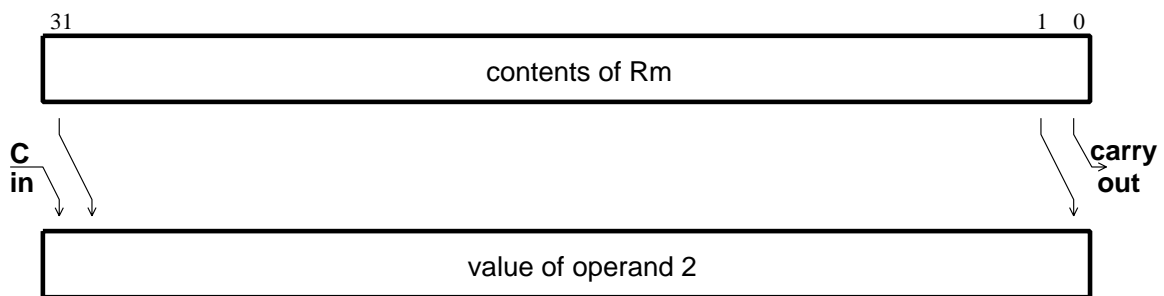 31 1 0
contents of Rm
C
in
carry
out
value of operand 2